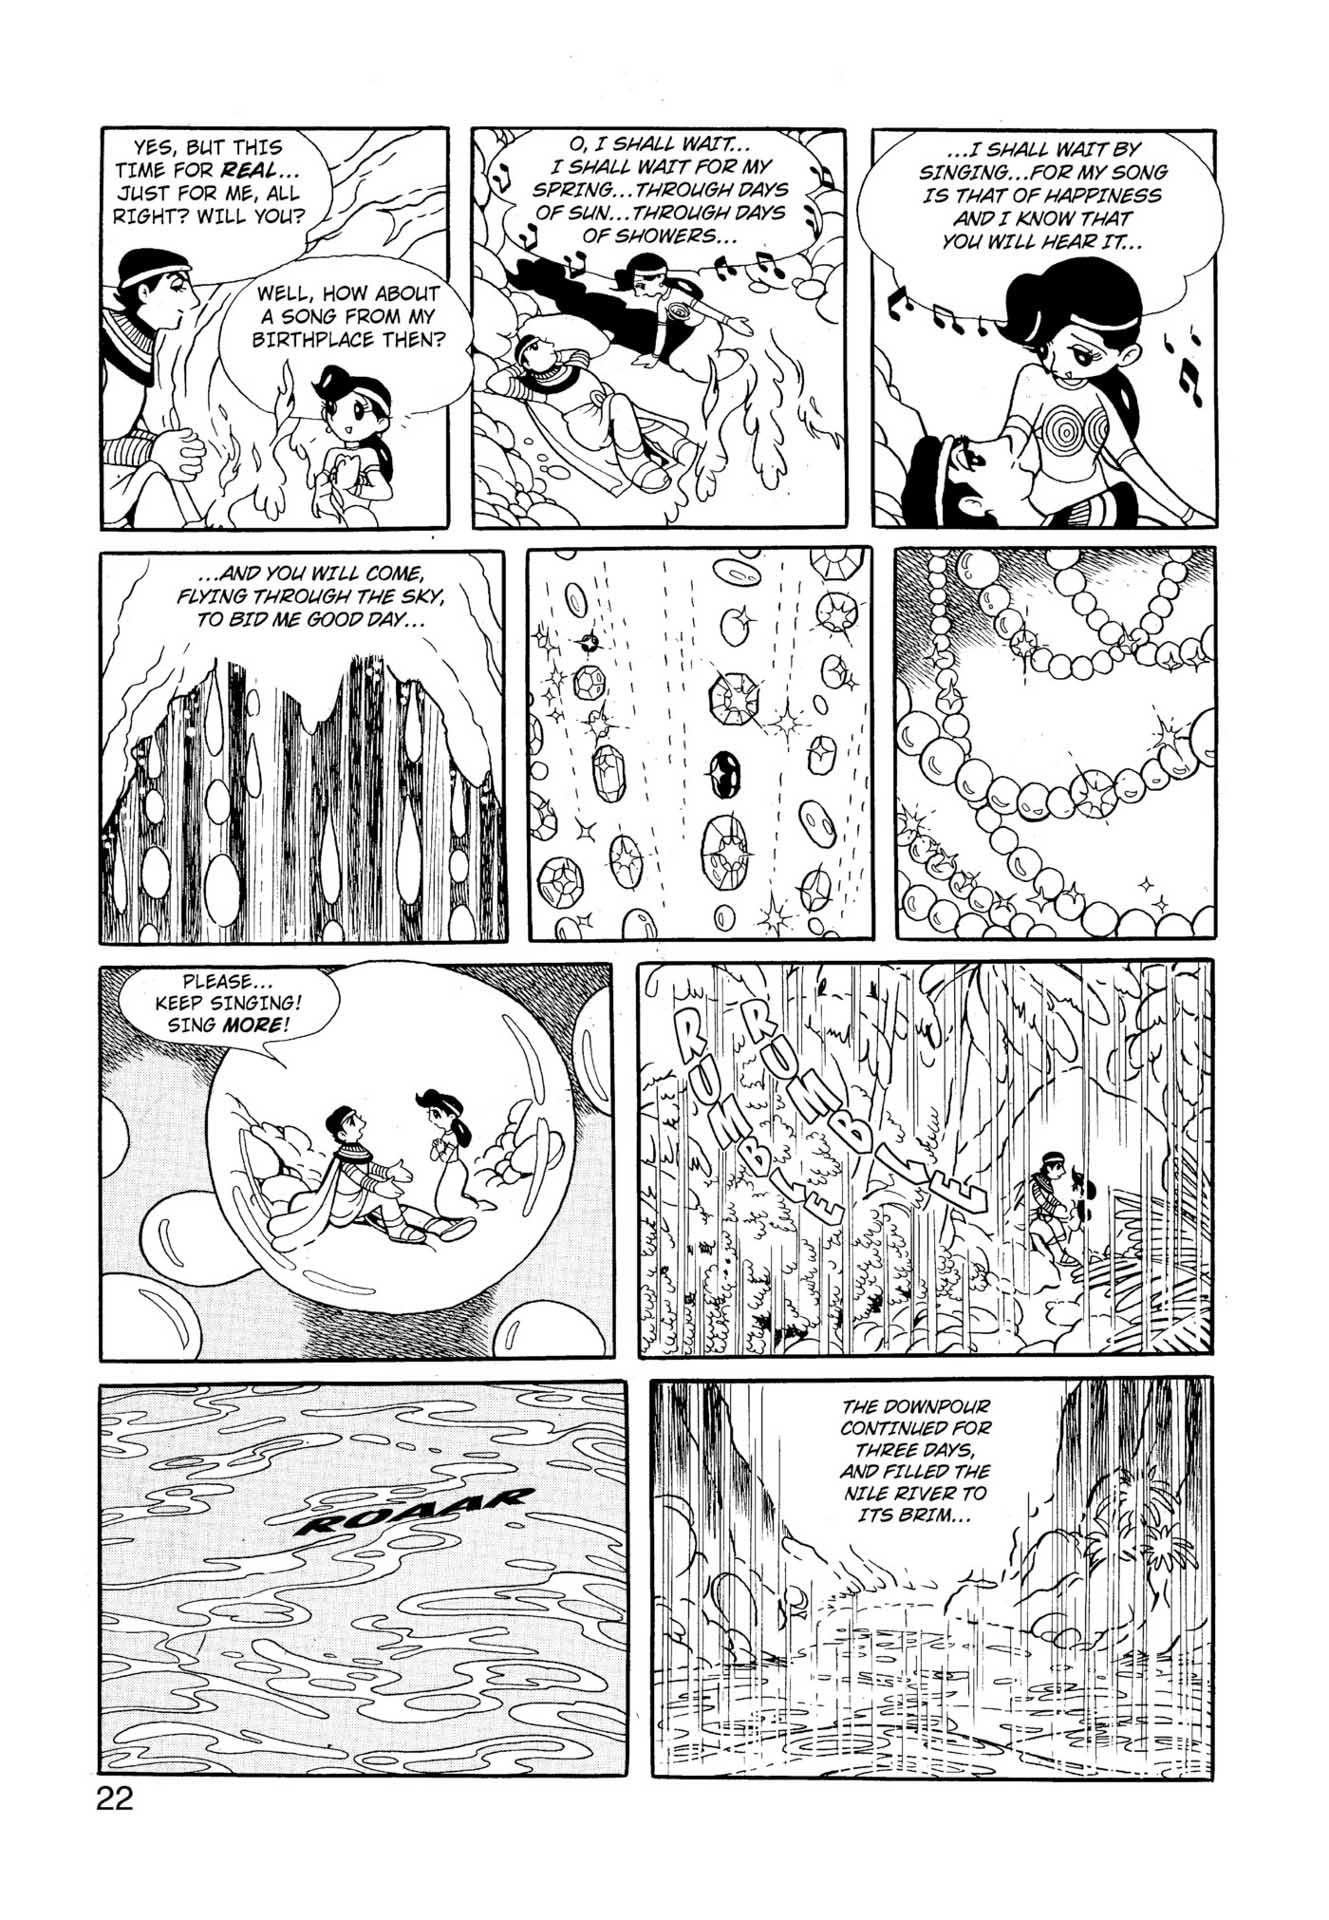 YES, BUT THIS
TIME FOR REAL...
JUST FOR ME, ALL
RIGHT? WILL YOU?
WELL, HOW ABOUT
A SONG FROM MY
BIRTHPLACE THEN?
O, I SHALL WAIT...
I SHALL WAIT FOR MY
SPRING...THROUGH DAYS
OF SUN...THROUGH DAYS
OF SHOWERS...
...I SHALL WAIT BY
SINGING...FOR MY SONG
IS THAT OF HAPPINESS
AND I KNOW THAT
YOU WILL HEAR IT...
...AND YOU WILL COME,
FLYING THROUGH THE SKY,
TO BID ME GOOD DAY...
PLEASE...
KEEP SINGING!
SING MORE!
RUMBLE
RUMBLE
ROAAR
THE DOWNPOUR
CONTINUED FOR
THREE DAYS,
AND FILLED THE
NILE RIVER TO
ITS BRIM...
22